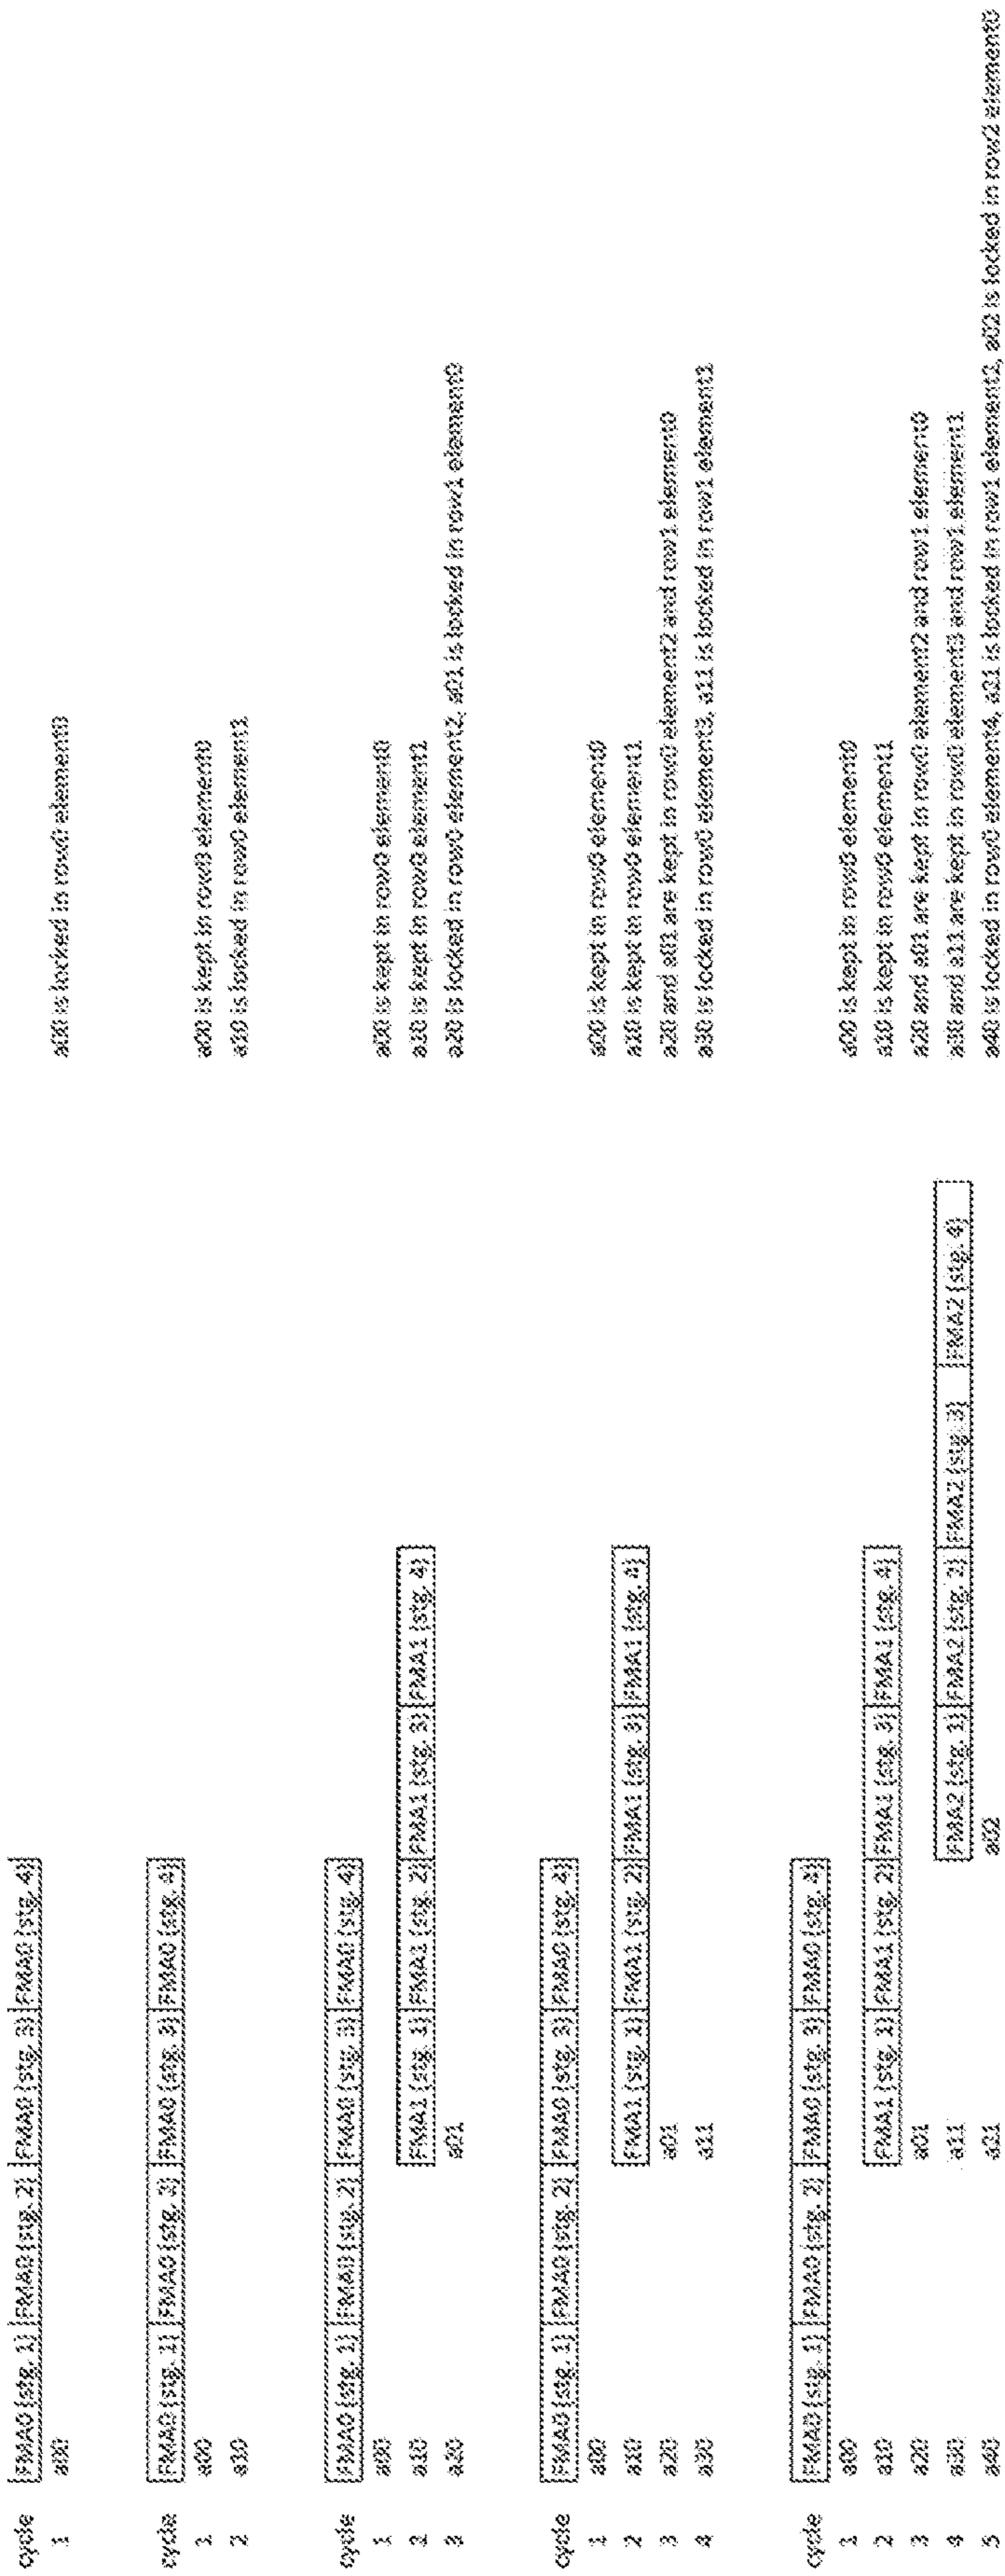 cycle FMA0 (stg. 1) FMA0 (stg. 2) FMA0 (stg. 3) FMA0 (stg. 4)
1 a00 a00 is locked in row0 element0
cycle FMA0 (stg. 1) FMA0 (stg. 2) FMA0 (stg. 3) FMA0 (stg. 4)
1 a00 a00 is kept in row0 element0
2 a10 a10 is locked in row0 element1
cycle FMA0 (stg. 1) FMA0 (stg. 2) FMA0 (stg. 3) FMA0 (stg. 4)
1 a00 a00 is kept in row0 element0
2 a10 FMA1 (stg. 1) FMA1 (stg. 2) FMA1 (stg. 3) FMA1 (stg. 4) a10 is kept in row0 element1
3 a20 a01 a20 is locked in row0 element2, a01 is locked in row1 element0
cycle FMA0 (stg. 1) FMA0 (stg. 2) FMA0 (stg. 3) FMA0 (stg. 4)
1 a00 a00 is kept in row0 element0
2 a10 FMA1 (stg. 1) FMA1 (stg. 2) FMA1 (stg. 3) FMA1 (stg. 4) a10 is kept in row0 element1
3 a20 a01 a20 and a01 are kept in row0 element2 and row1 element0
4 a30 a11 a30 is locked in row0 element3, a11 is locked in row1 element1
cycle FMA0 (stg. 1) FMA0 (stg. 2) FMA0 (stg. 3) FMA0 (stg. 4)
1 a00 a00 is kept in row0 element0
2 a10 FMA1 (stg. 1) FMA1 (stg. 2) FMA1 (stg. 3) FMA1 (stg. 4) a10 is kept in row0 element1
3 a20 a01 a20 and a01 are kept in row0 element2 and row1 element0
4 a30 a11 FMA2 (stg. 1) FMA2 (stg. 2) FMA2 (stg. 3) FMA2 (stg. 4) a30 and a11 are kept in row0 element3 and row1 element1
5 a40 a21 a02 a40 is locked in row0 element4, a21 is locked in row1 element2, a02 is locked in row2 element0